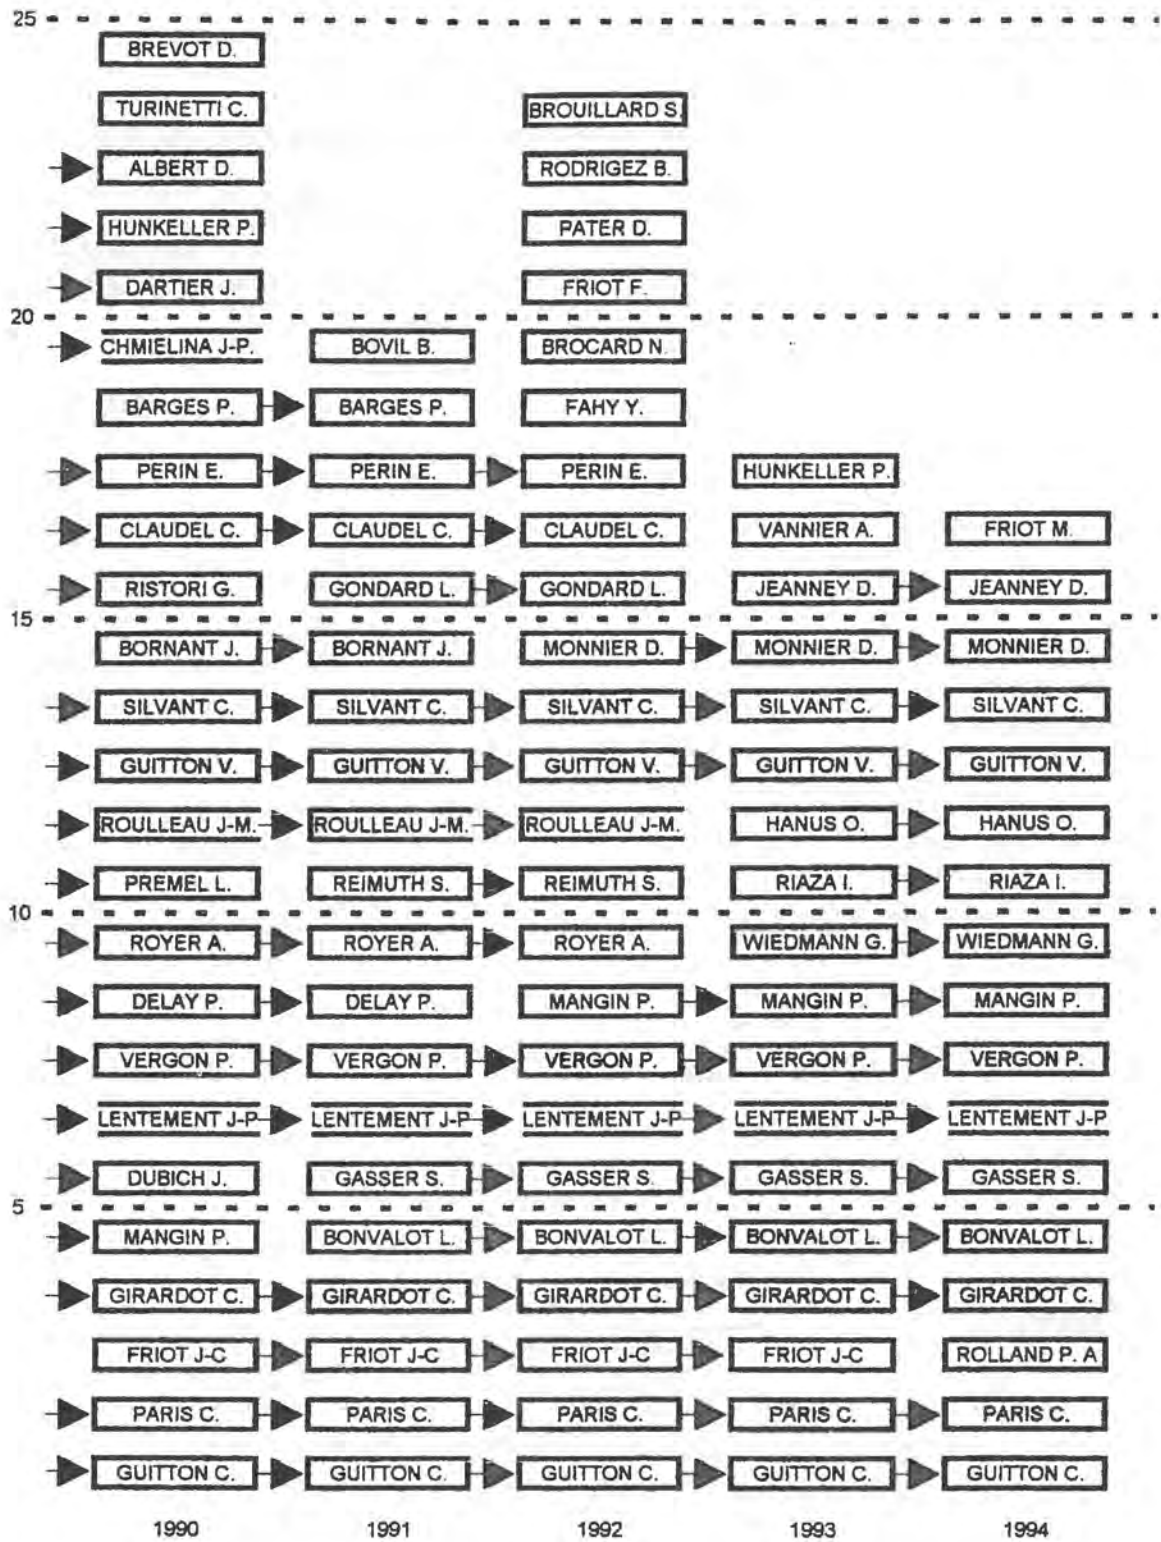 25
BREVOT D.
TURINETTI C. BROUILLARD S.
ALBERT D. RODRIGEZ B.
HUNKELLER P. PATER D.
DARTIER J. FRIOT F.
20
CHMIELINA J-P. BOVIL B. BROCARD N.
BARGES P. BARGES P. FAHY Y.
PERIN E. PERIN E. PERIN E. HUNKELLER P.
CLAUDEL C. CLAUDEL C. CLAUDEL C. VANNIER A. FRIOT M.
RISTORI G. GONDARD L. GONDARD L. JEANNEY D. JEANNEY D.
15
BORNANT J. BORNANT J. MONNIER D. MONNIER D. MONNIER D.
SILVANT C. SILVANT C. SILVANT C. SILVANT C. SILVANT C.
GUITTON V. GUITTON V. GUITTON V. GUITTON V. GUITTON V.
ROULLEAU J-M. ROULLEAU J-M. ROULLEAU J-M. HANUS O. HANUS O.
PREMEL L. REIMUTH S. REIMUTH S. RIAZA I. RIAZA I.
10
ROYER A. ROYER A. ROYER A. WIEDMANN G. WIEDMANN G.
DELAY P. DELAY P. MANGIN P. MANGIN P. MANGIN P.
VERGON P. VERGON P. VERGON P. VERGON P. VERGON P.
LENTEMENT J-P LENTEMENT J-P LENTEMENT J-P LENTEMENT J-P LENTEMENT J-P
DUBICH J. GASSER S. GASSER S. GASSER S. GASSER S.
5
MANGIN P. BONVALOT L. BONVALOT L. BONVALOT L. BONVALOT L.
GIRARDOT C. GIRARDOT C. GIRARDOT C. GIRARDOT C. GIRARDOT C.
FRIOT J-C FRIOT J-C FRIOT J-C FRIOT J-C ROLLAND P. A
PARIS C. PARIS C. PARIS C. PARIS C. PARIS C.
GUITTON C. GUITTON C. GUITTON C. GUITTON C. GUITTON C.
1990 1991 1992 1993 1994